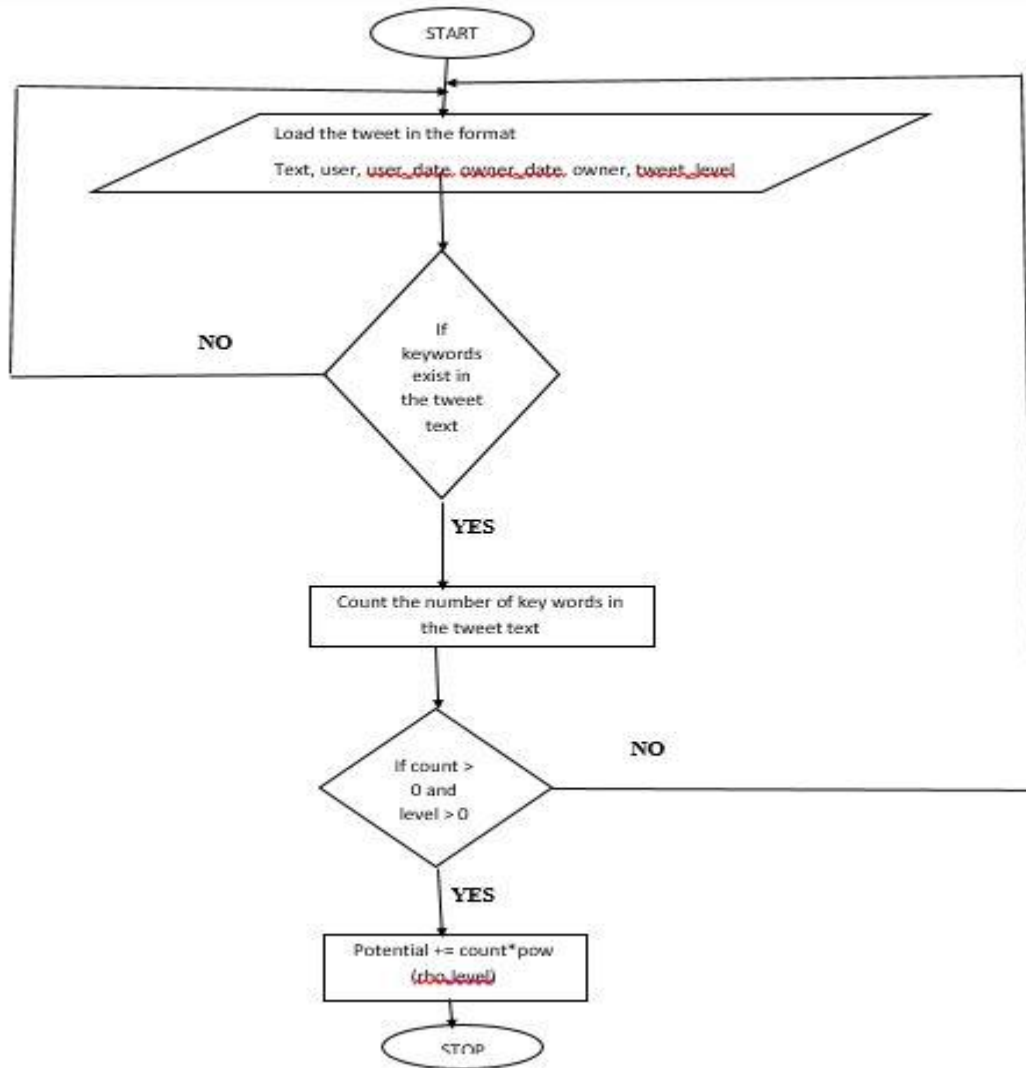 START
Load the tweet in the format
Text, user, user_date, owner_date, owner, tweet_level
If
keywords
exist in
the tweet
text
NO
YES
Count the number of key words in
the tweet text
If count >
0 and
level > 0
NO
YES
Potential += count*pow
(rho,level)
STOP